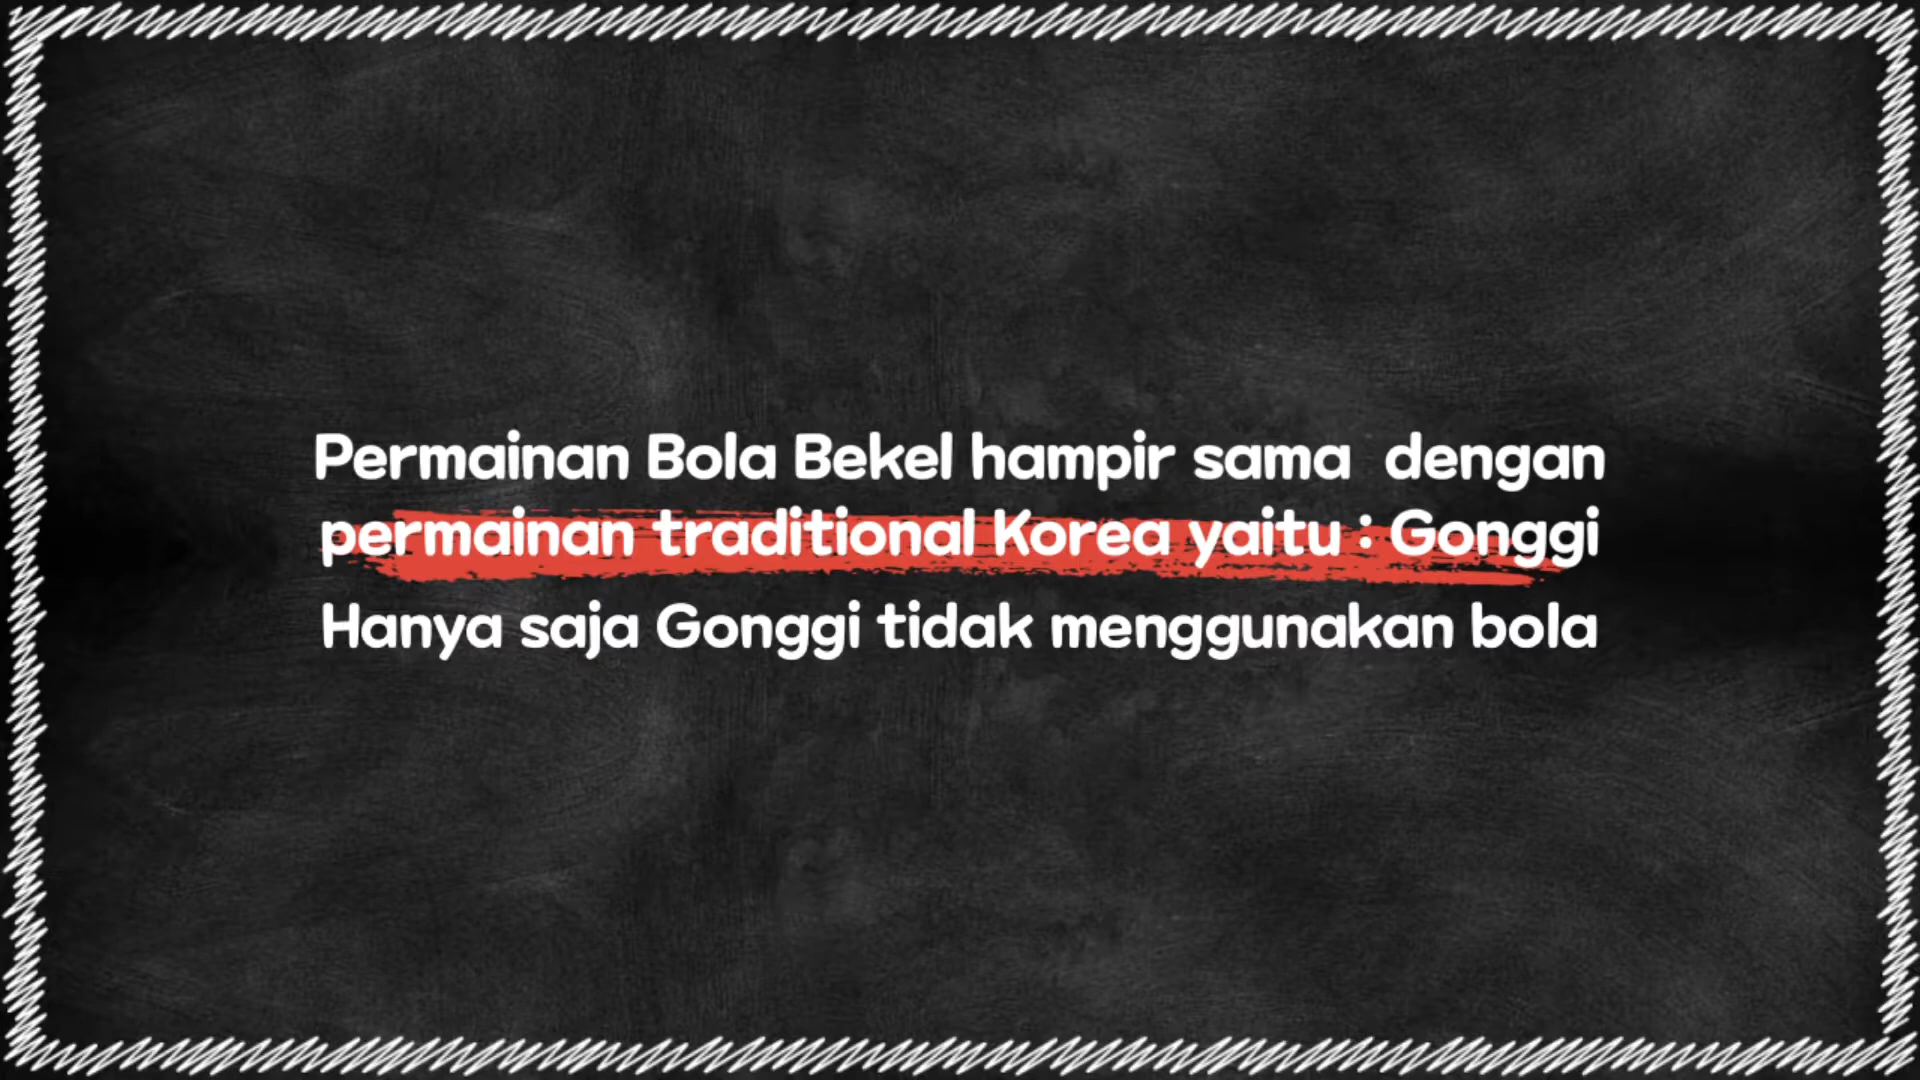 Permainan Bola Bekel hampir sama  dengan
permainan traditional Korea yaitu : Gonggi
Hanya saja Gonggi tidak menggunakan bola